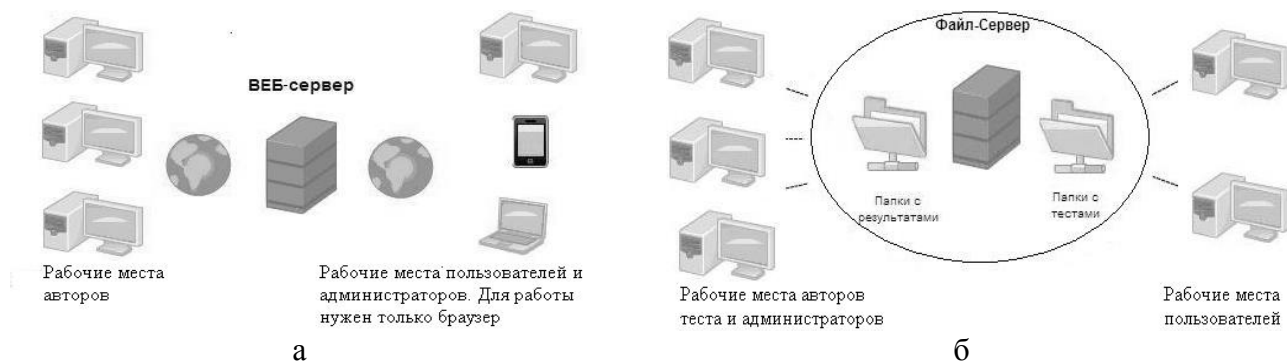 ВЕБ-сервер
Рабочие места
авторов
Рабочие места пользователей и
администраторов. Для работы
нужен только браузер
а
Файл-Сервер
Папки с
результатами
Папки с
тестами
Рабочие места авторов
теста и администраторов
Рабочие места
пользователей
б